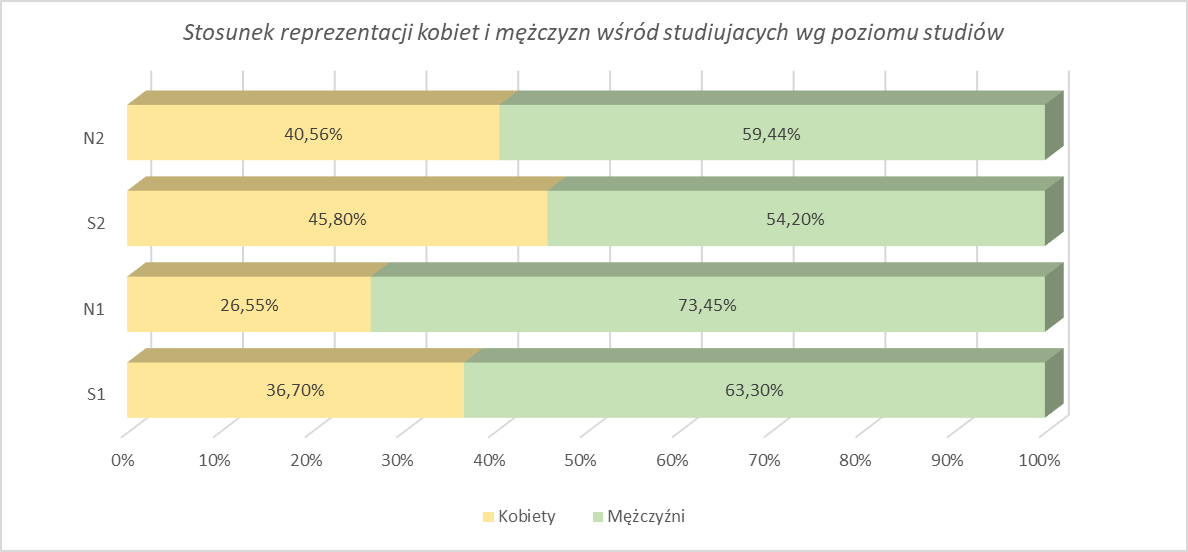 Stosunek reprezentacji kobiet i mężczyzn wśród studiujacych wg poziomu studiów
N2 40,56% 59,44%
S2 45,80% 54,20%
N1 26,55% 73,45%
S1 36,70% 63,30%
0% 10% 20% 30% 40% 50% 60% 70% 80% 90% 100%
Kobiety Mężczyźni